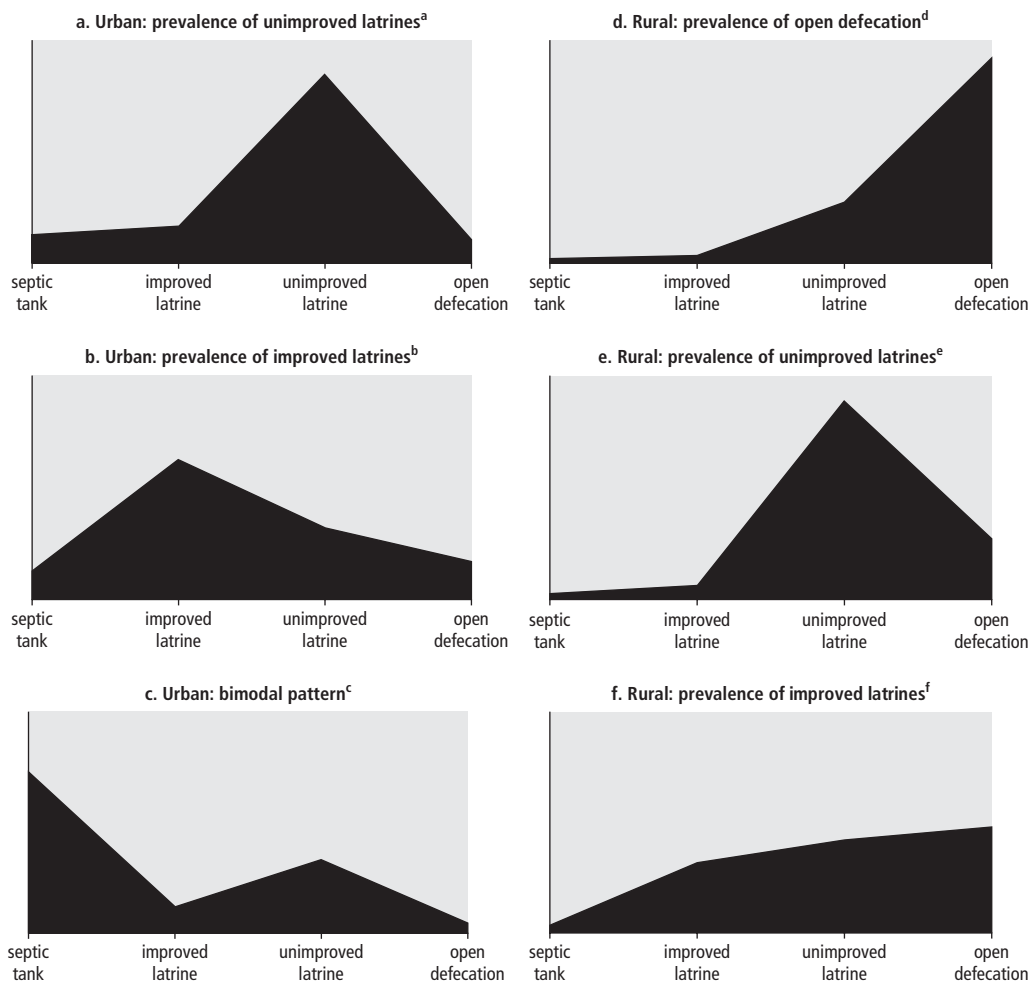 a. Urban: prevalence of unimproved latrinesa
septic
tank
improved
latrine
unimproved
latrine
open
defecation
b. Urban: prevalence of improved latrinesb
septic
tank
improved
latrine
unimproved
latrine
open
defecation
c. Urban: bimodal patternc
septic
tank
improved
latrine
unimproved
latrine
open
defecation
d. Rural: prevalence of open defecationd
septic
tank
improved
latrine
unimproved
latrine
open
defecation
e. Rural: prevalence of unimproved latrinese
septic
tank
improved
latrine
unimproved
latrine
open
defecation
f. Rural: prevalence of improved latrinesf
septic
tank
improved
latrine
unimproved
latrine
open
defecation